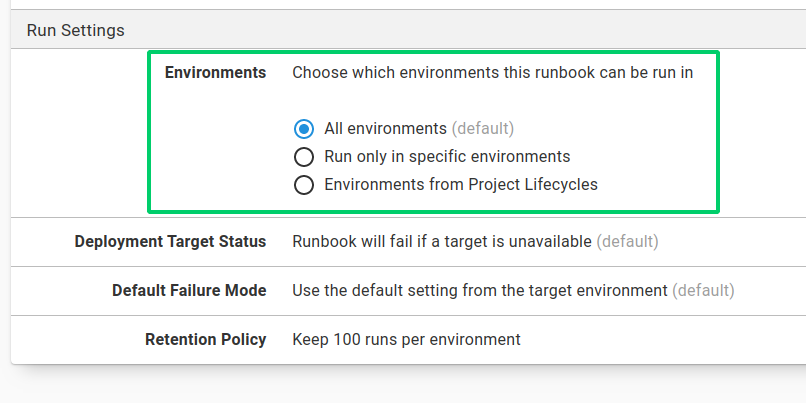 Run Settings
Environments Choose which environments this runbook can be run in
All environments (default)
Run only in specific environments
Environments from Project Lifecycles
Deployment Target Status Runbook will fail if a target is unavailable (default)
Default Failure Mode Use the default setting from the target environment (default)
Retention Policy Keep 100 runs per environment